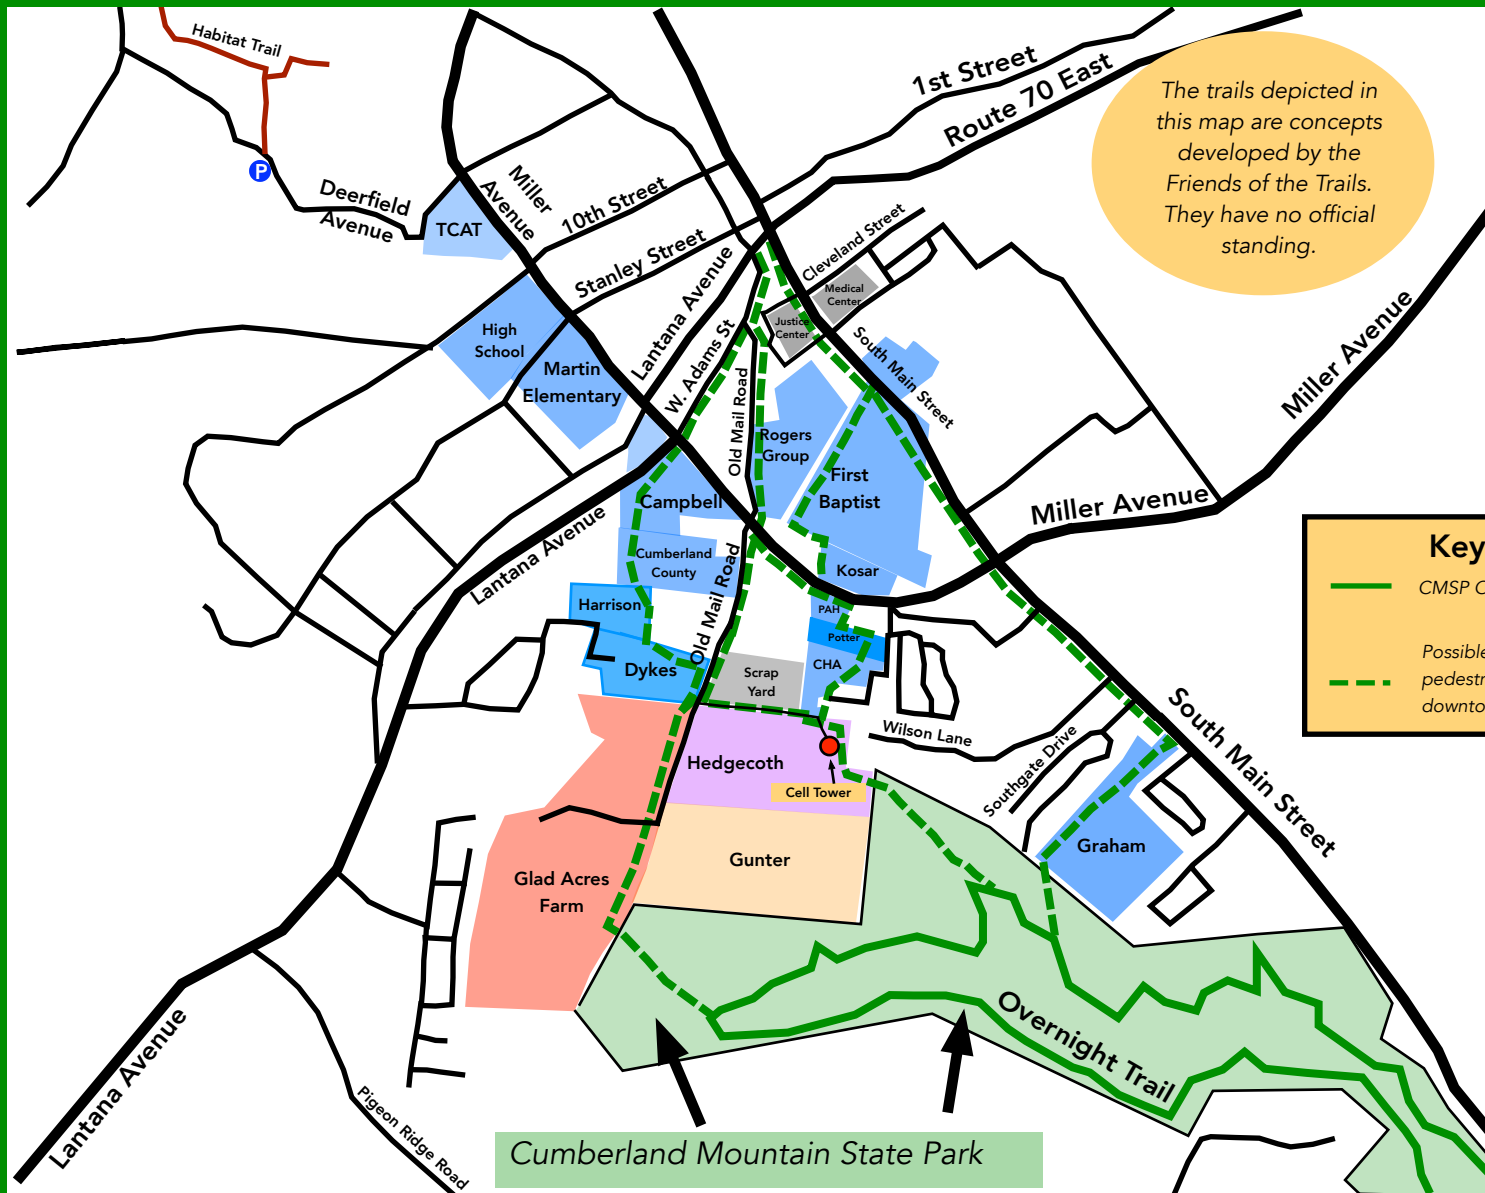 Habitat Trail
P
Deerfield
Avenue
TCAT
Miller
Avenue
10th Street
Stanley Street
Lantana Avenue
W. Adams St
Old Mail Road
1st Street
Route 70 East
The trails depicted in
this map are concepts
developed by the
Friends of the Trails.
They have no official
standing.
Cleveland Street
Medical
Center
Justice
Center
South Main Street
High
School
Martin
Elementary
Rogers
Group
First
Baptist
Campbell
Miller Avenue
Miller Avenue
Lantana Avenue
Cumberland
County
Old Mail Road
Kosar
Harrison
PAH
Potter
CHA
Dykes
Scrap
Yard
Key
CMSP O
Possible
pedestr
downto
Wilson Lane
Southgate Drive
South Main Street
Hedgecoth
Cell Tower
Graham
Gunter
Glad Acres
Farm
Overnight Trail
Lantana Avenue
Pigeon Ridge Road
Cumberland Mountain State Park